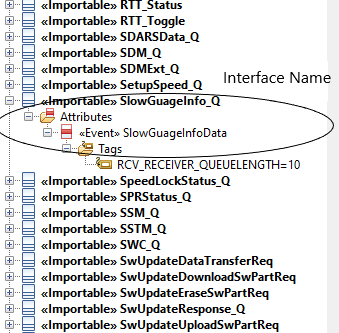 «Importable» RTT_Status
«Importable» RTT_Toggle
«Importable» SDARSData_Q
«Importable» SDM_Q
«Importable» SDMExt_Q
«Importable» SetupSpeed_Q
Interface Name
«Importable» SlowGuageInfo_Q
Attributes
«Event» SlowGuageInfoData
Tags
RCV_RECEIVER_QUEUELENGTH=10
«Importable» SpeedLockStatus_Q
«Importable» SPRStatus_Q
«Importable» SSM_Q
«Importable» SSTM_Q
«Importable» SWC_Q
«Importable» SwUpdateDataTransferReq
«Importable» SwUpdateDownloadSwPartReq
«Importable» SwUpdateEraseSwPartReq
«Importable» SwUpdateResponse_Q
«Importable» SwUpdateUploadSwPartReq